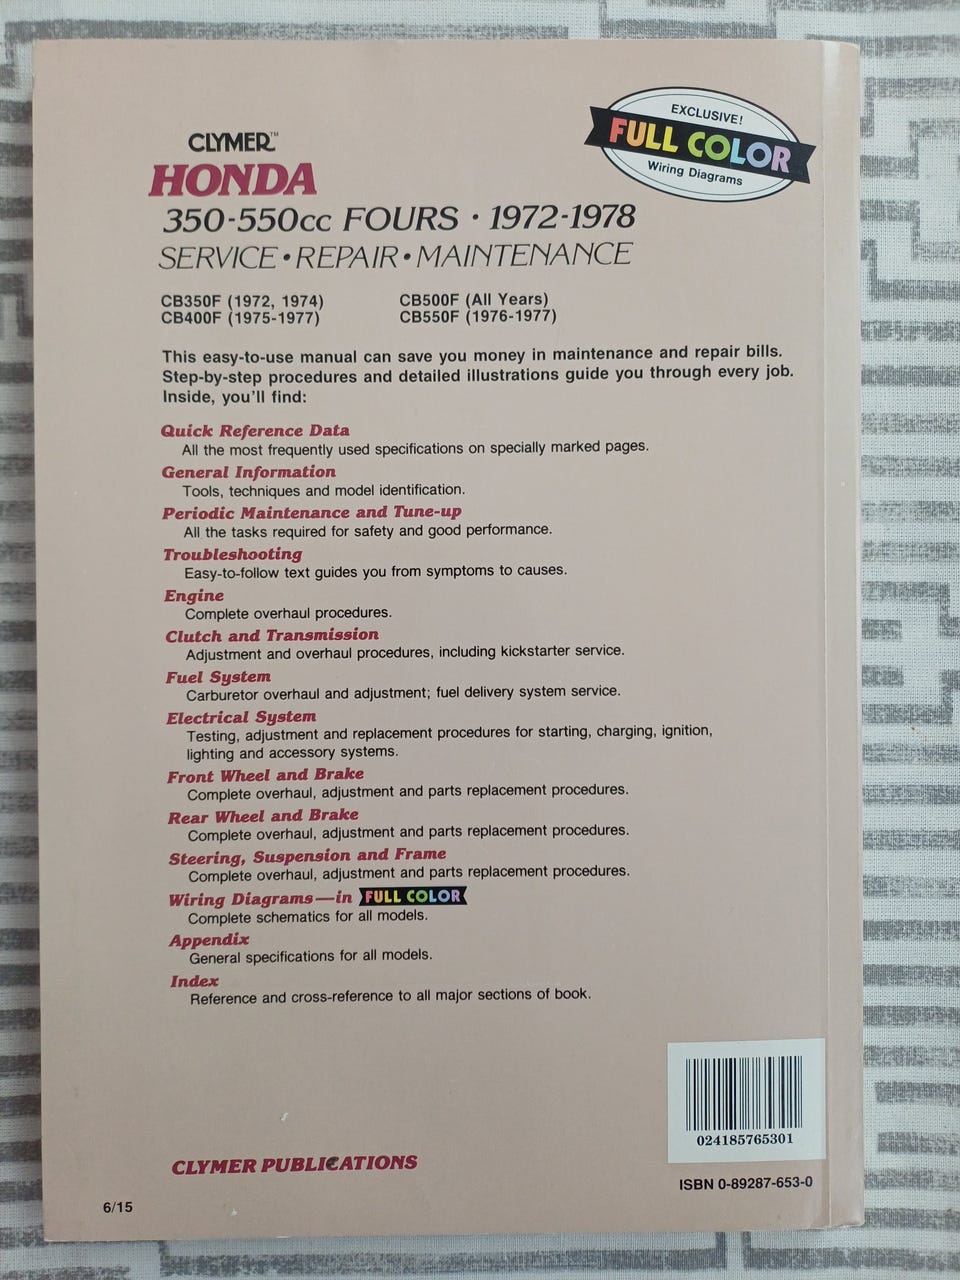 EXCLUSIVE!
FULL COLOR
Wiring Diagrams
CLYMER™
HONDA
350-550cc FOURS · 1972-1978
SERVICE • REPAIR • MAINTENANCE
CB350F (1972, 1974) CB500F (All Years)
CB400F (1975-1977) CB550F (1976-1977)
This easy-to-use manual can save you money in maintenance and repair bills.
Step-by-step procedures and detailed illustrations guide you through every job.
Inside, you'll find:
Quick Reference Data
All the most frequently used specifications on specially marked pages.
General Information
Tools, techniques and model identification.
Periodic Maintenance and Tune-up
All the tasks required for safety and good performance.
Troubleshooting
Easy-to-follow text guides you from symptoms to causes.
Engine
Complete overhaul procedures.
Clutch and Transmission
Adjustment and overhaul procedures, including kickstarter service.
Fuel System
Carburetor overhaul and adjustment; fuel delivery system service.
Electrical System
Testing, adjustment and replacement procedures for starting, charging, ignition,
lighting and accessory systems.
Front Wheel and Brake
Complete overhaul, adjustment and parts replacement procedures.
Rear Wheel and Brake
Complete overhaul, adjustment and parts replacement procedures.
Steering, Suspension and Frame
Complete overhaul, adjustment and parts replacement procedures.
Wiring Diagrams—in FULL COLOR
Complete schematics for all models.
Appendix
General specifications for all models.
Index
Reference and cross-reference to all major sections of book.
024185765301
CLYMER PUBLICATIONS
ISBN 0-89287-653-0
6/15